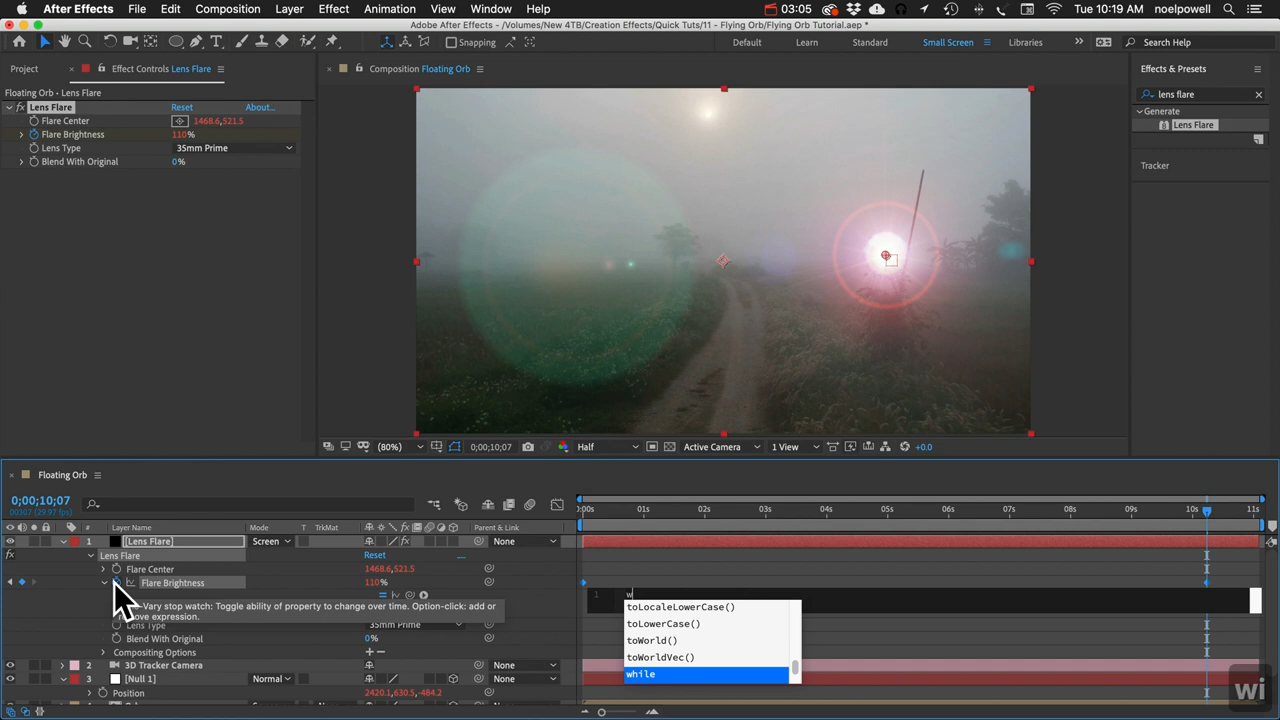 After Effects File Edit Composition Layer Effect Animation View Window Help 03:05 Tue 10:19 AM noelpowell
Adobe After Effects - /Volumes/New 4TB/Creation Effects/Quick Tuts/11 - Flying Orb/Flying Orb Tutorial.aep *
Snapping Default Learn Standard Small Screen Libraries Search Help
Project Effect Controls Lens Flare Composition Floating Orb Effects & Presets
Floating Orb • Lens Flare lens flare
fx Lens Flare Reset About... Generate
Flare Center 1468.6,521.5 Lens Flare
Flare Brightness 110%
Lens Type 35mm Prime
Blend With Original 0%
Tracker
(80%) 0;00;10;07 Half Active Camera 1 View +0.0
Floating Orb
0;00;10;07
00307 (29.97 fps)
:00s 01s 02s 03s 04s 05s 06s 07s 08s 09s 10s 11s
# Layer Name Mode T TrkMat Parent & Link
1 [Lens Flare] Screen None
fx Lens Flare Reset ...
Flare Center 1468.6,521.5
Flare Brightness 110%
1 w
-Vary stop watch: Toggle ability of property to change over time. Option-click: add or
move expression.
Lens Type 35mm Prime
Blend With Original 0%
Compositing Options + −
2 3D Tracker Camera None
3 [Null 1] Normal None
Position 2420.1,630.5,-484.2
toLocaleLowerCase()
toLowerCase()
toWorld()
toWorldVec()
while
wi